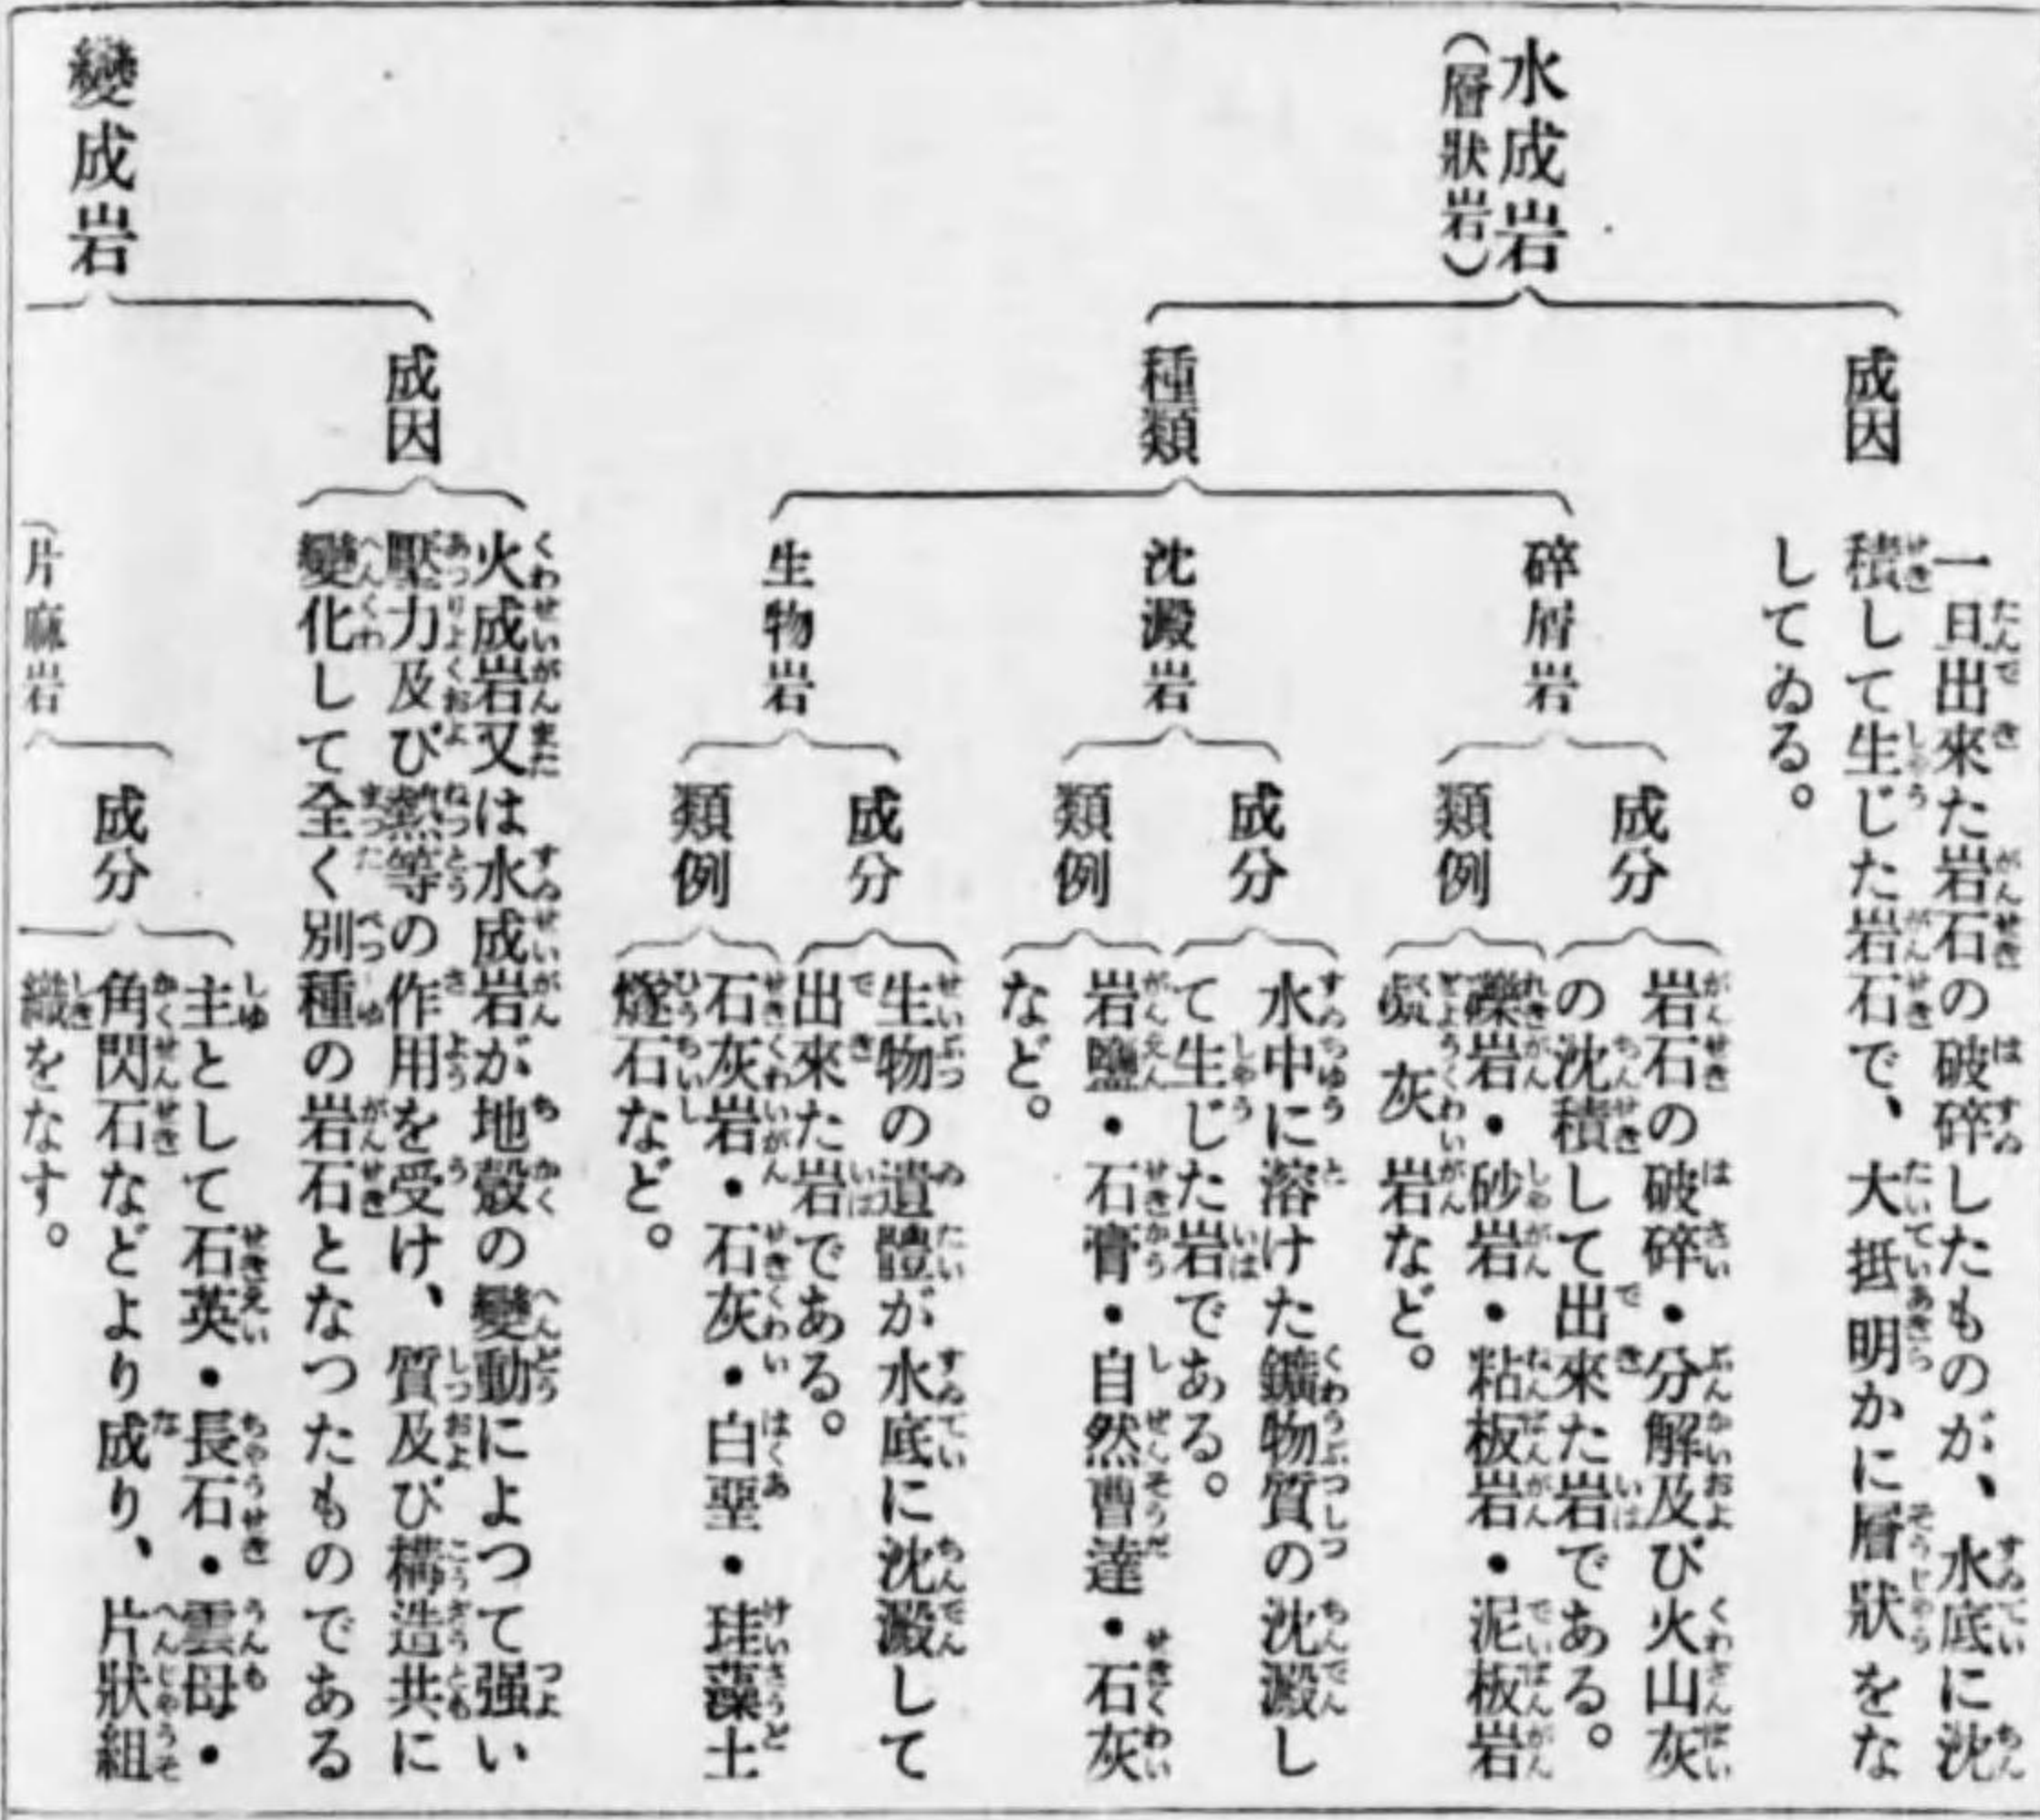 水成岩
(層狀岩)
成因
一旦出來た岩石の破碎したものが、水底に沈
積して生じた岩石で、大抵明かに層狀をな
してゐる。
種類
碎屑岩
成分
岩石の破碎・分解及び火山灰
の沈積して出來た岩である。
類例
礫岩・砂岩・粘板岩・泥板岩
凝灰岩など。
沈澱岩
成分
水中に溶けた鑛物質の沈澱し
て生じた岩である。
類例
岩鹽・石膏・自然曹達・石灰
など。
生物岩
成分
生物の遺體が水底に沈澱して
出來た岩である。
類例
石灰岩・石灰・白堊・珪藻土
燧石など。
變成岩
成因
火成岩又は水成岩が地殼の變動によつて强い
壓力及び熱等の作用を受け、質及び構造共に
變化して全く別種の岩石となつたものである
片麻岩
成分
主として石英・長石・雲母・
角閃石などより成り、片狀組
織をなす。